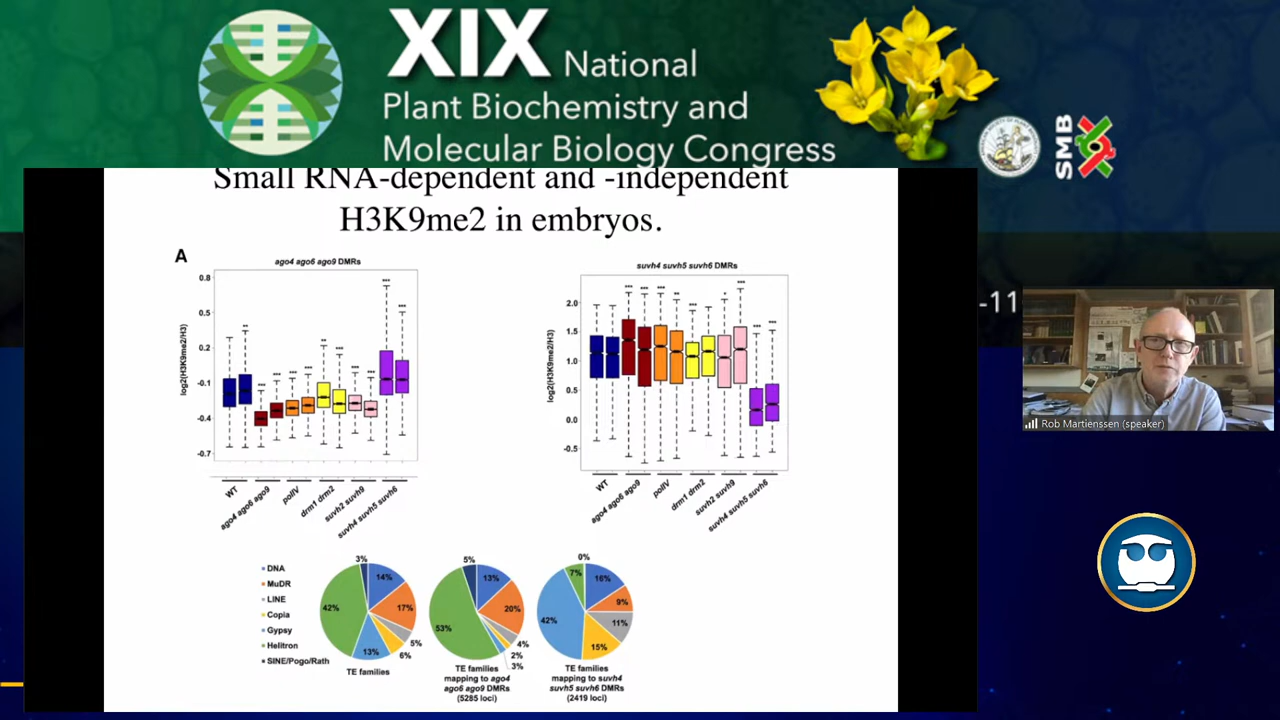 XIX National
Plant Biochemistry and
Molecular Biology Congress
SMB
-11
Small RNA-dependent and -independent
H3K9me2 in embryos.
A
ago4 ago6 ago9 DMRs
log2(H3K9me2/H3)
0.8
0.5
0.2
-0.1
-0.4
-0.7
** *** *** *** *** ** *** *** *** *** ***
WT
ago4 ago6 ago9
polIV
drm1 drm2
suvh2 suvh9
suvh4 suvh5 suvh6
suvh4 suvh5 suvh6 DMRs
log2(H3K9me2/H3)
2.0
1.5
1.0
0.5
0.0
-0.5
*** *** *** ** *** * *** *** ***
WT
ago4 ago6 ago9
polIV
drm1 drm2
suvh2 suvh9
suvh4 suvh5 suvh6
DNA
MuDR
LINE
Copia
Gypsy
Helitron
SINE/Pogo/Rath
3%
14%
17%
5%
6%
13%
42%
TE families
5%
13%
20%
4%
2%
3%
53%
TE families
mapping to ago4
ago6 ago9 DMRs
(5285 loci)
0%
7%
16%
9%
11%
15%
42%
TE families
mapping to suvh4
suvh5 suvh6 DMRs
(2419 loci)
Rob Martienssen (speaker)